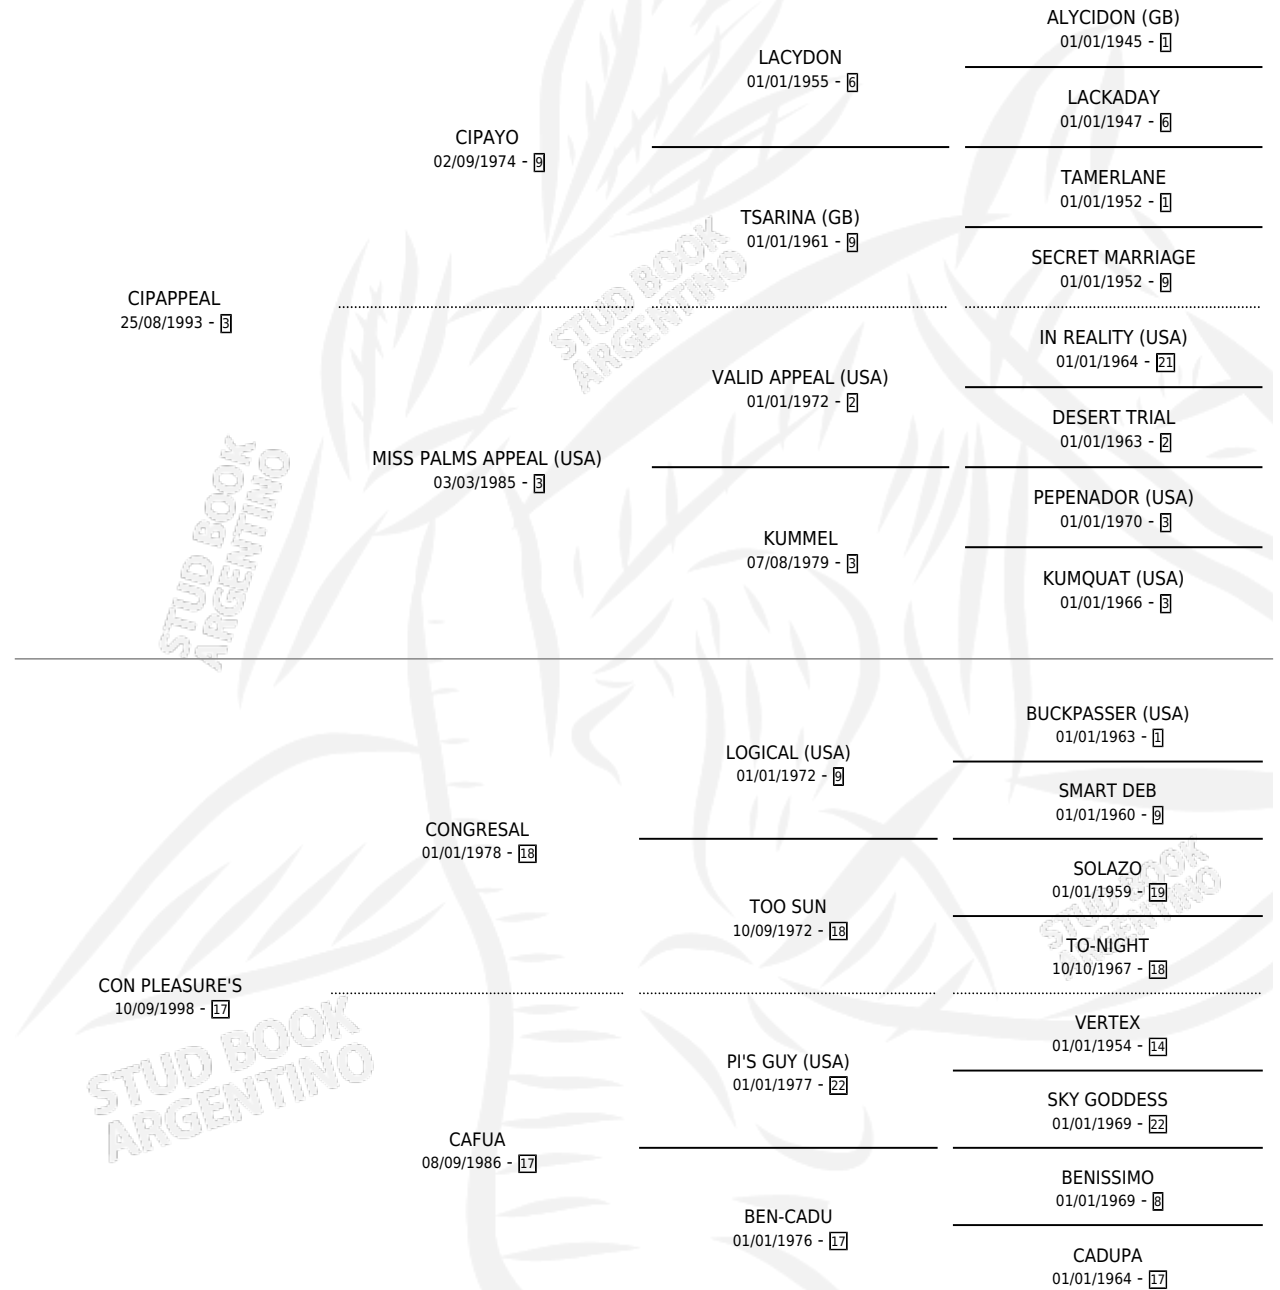 ALYCIDON (GB)
01/01/1945 - 1
LACYDON
01/01/1955 - 6
LACKADAY
01/01/1947 - 6
CIPAYO
02/09/1974 - 9
TAMERLANE
01/01/1952 - 1
TSARINA (GB)
01/01/1961 - 9
SECRET MARRIAGE
01/01/1952 - 9
CIPAPPEAL
25/08/1993 - 3
IN REALITY (USA)
01/01/1964 - 21
VALID APPEAL (USA)
01/01/1972 - 2
DESERT TRIAL
01/01/1963 - 2
MISS PALMS APPEAL (USA)
03/03/1985 - 3
PEPENADOR (USA)
01/01/1970 - 3
KUMMEL
07/08/1979 - 3
KUMQUAT (USA)
01/01/1966 - 3
STUD BOOK
ARGENTINO
STUD BOOK
ARGENTINO
BUCKPASSER (USA)
01/01/1963 - 1
LOGICAL (USA)
01/01/1972 - 9
SMART DEB
01/01/1960 - 9
CONGRESAL
01/01/1978 - 18
SOLAZO
01/01/1959 - 19
TOO SUN
10/09/1972 - 18
TO-NIGHT
10/10/1967 - 18
CON PLEASURE'S
10/09/1998 - 17
VERTEX
01/01/1954 - 14
PI'S GUY (USA)
01/01/1977 - 22
SKY GODDESS
01/01/1969 - 22
CAFUA
08/09/1986 - 17
BENISSIMO
01/01/1969 - 8
BEN-CADU
01/01/1976 - 17
CADUPA
01/01/1964 - 17
STUD BOOK
ARGENTINO
STUD BOOK
ARGENTINO